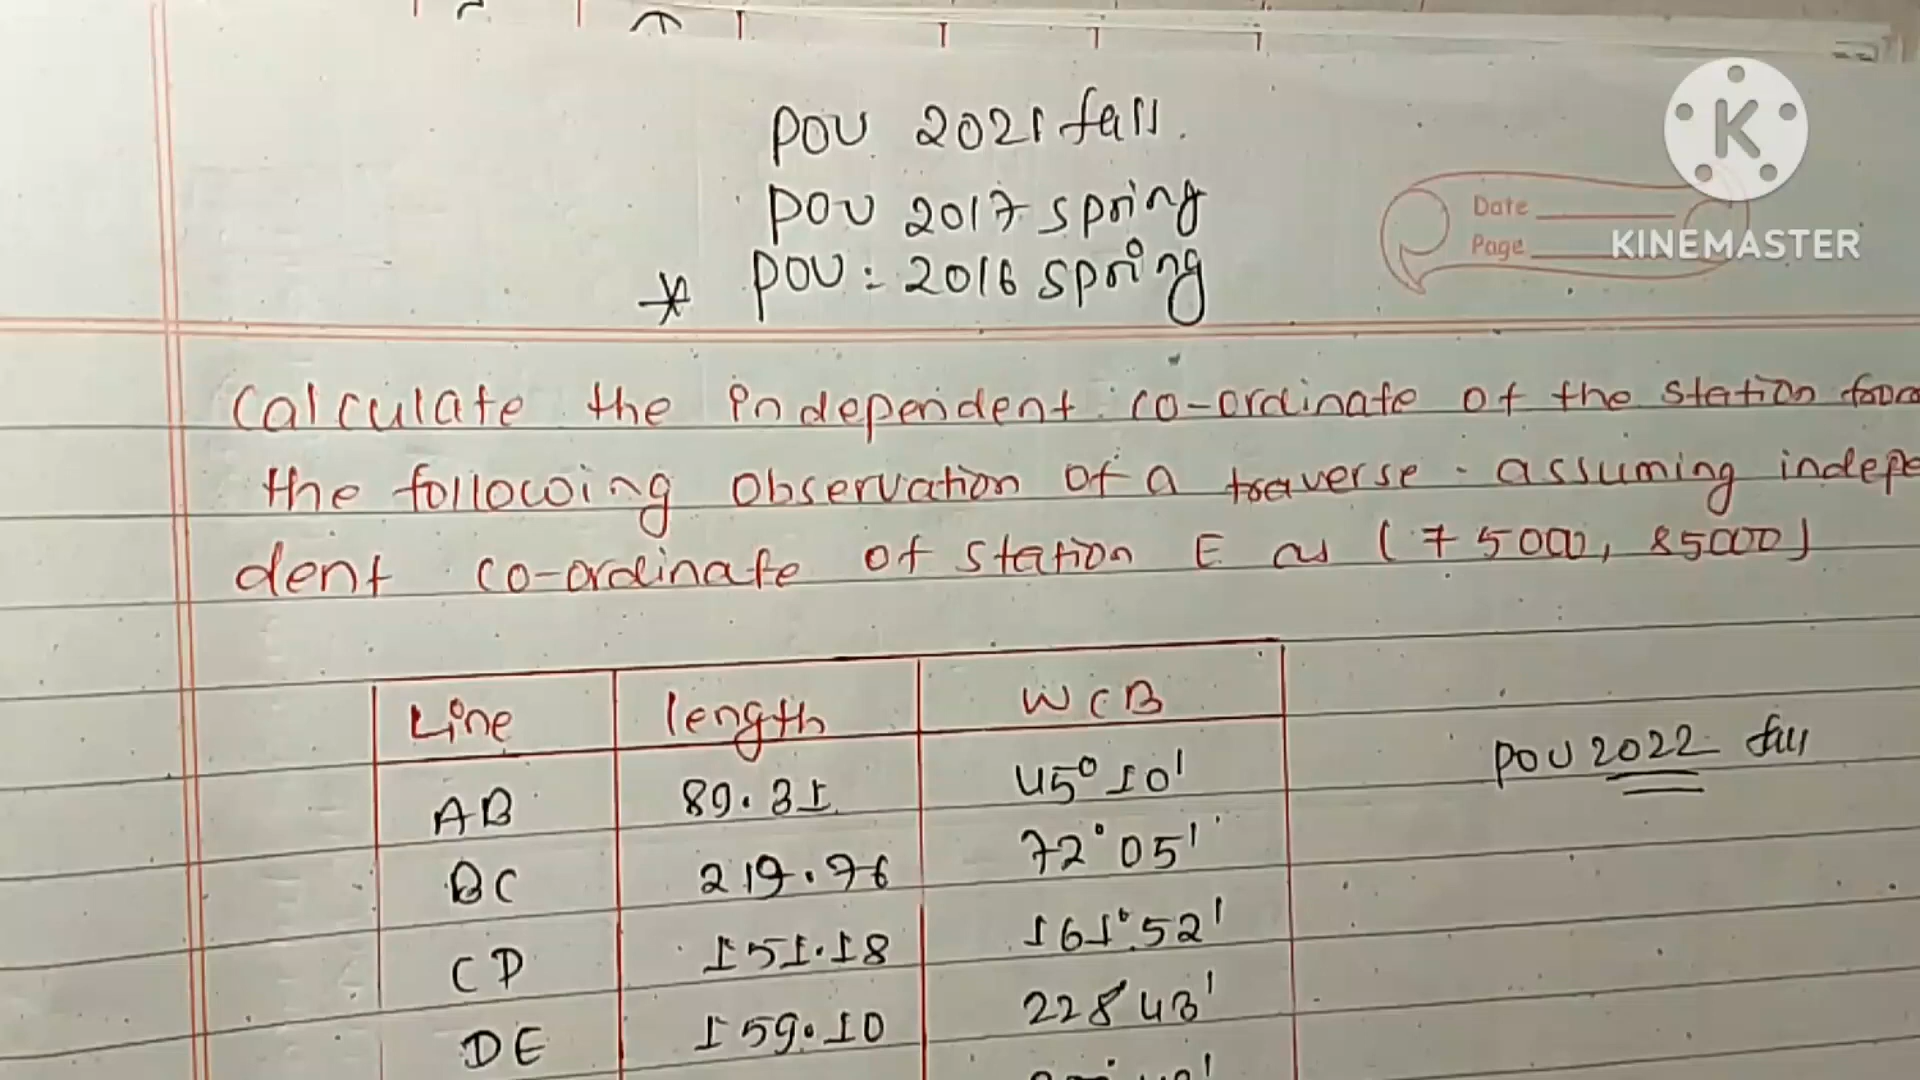 POU 2021 fall.
POU 2017 spring
* POU: 2016 spring
K
KINEMASTER
Date
Page
Calculate the independent co-ordinate of the station from
the following observation of a traverse. assuming indepe
dent co-ordinate of station E as (75000, 85000)
Line length WCB
AB 89.31 45°10'
BC 219.76 72°05'
CD 151.18 161°52'
DE 159.10 228 43'
POU 2022 fall